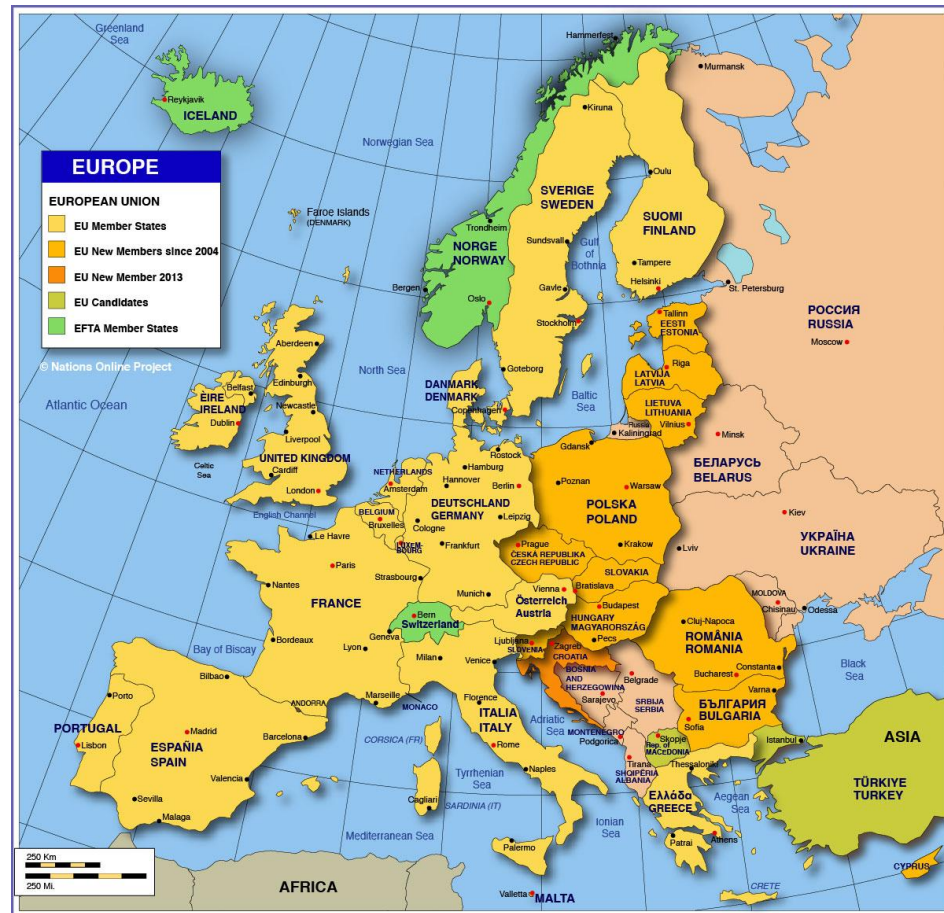 Greenland
Sea
Hammerfest
Murmansk
Reykjavik
ICELAND
Kiruna
Norwegian Sea
EUROPE
EUROPEAN UNION
EU Member States
EU New Members since 2004
EU New Member 2013
EU Candidates
EFTA Member States
© Nations Online Project
Oulu
SVERIGE
SWEDEN
SUOMI
FINLAND
Faroe Islands
(DENMARK)
Trondheim
Sundsvall
Gulf
of
Bothnia
NORGE
NORWAY
Tampere
Helsinki
St. Petersburg
Bergen
Gavle
Oslo
Stockholm
Tallinn
EESTI
ESTONIA
РОССИЯ
RUSSIA
Moscow
Aberdeen
North Sea
Goteborg
Riga
LATVIJA
LATVIA
Edinburgh
DANMARK
DENMARK
Baltic
Sea
LIETUVA
LITHUANIA
Vilnius
Belfast
Atlantic Ocean
ÈIRE
IRELAND
Newcastle
Copenhagen
Russia
Kaliningrad
Minsk
Dublin
Liverpool
Gdansk
БЕЛАРУСЬ
BELARUS
Celtic
Sea
UNITED KINGDOM
Cardiff
London
English Channel
Rostock
Hamburg
NETHERLANDS
Amsterdam
Hannover
Berlin
Poznan
Warsaw
POLSKA
POLAND
DEUTSCHLAND
GERMANY
Leipzig
BELGIUM
Bruxelles
Cologne
Kiev
УКРАЇНА
UKRAINE
Le Havre
LUXEM-
BOURG
Frankfurt
Prague
ČESKÁ REPUBLIKA
CZECH REPUBLIC
Krakow
Lviv
Paris
Strasbourg
SLOVAKIA
Nantes
FRANCE
Munich
Vienna
Bratislava
Österreich
Austria
Budapest
HUNGARY
MAGYARORSZÁG
MOLDOVA
Chisinau
Odessa
Bern
Switzerland
Geneva
Cluj-Napoca
ROMÂNIA
ROMANIA
Bordeaux
Lyon
Milan
Venice
Ljubljana
SLOVENIA
Zagreb
CROATIA
Pecs
Bay of Biscay
Bilbao
BOSNIA
AND
HERZEGOWINA
Sarajevo
Belgrade
SRBIJA
SERBIA
Bucharest
Constanta
Black
Sea
Varna
Porto
ANDORRA
Marseille
MONACO
Florence
ITALIA
ITALY
Adriatic
Sea
БЪЛГАРИЯ
BULGARIA
Sofia
PORTUGAL
Lisbon
Madrid
ESPAÑIA
SPAIN
Barcelona
CORSICA (FR)
Rome
MONTENEGRO
Podgorica
Skopje
Rep. of
MACEDONIA
Istanbul
ASIA
Tirana
SHQIPËRIA
ALBANIA
Thessaloniki
Valencia
Tyrrhenian
Sea
Naples
TÜRKIYE
TURKEY
Sevilla
Cagliari
SARDINIA (IT)
Ελλάδα
GREECE
Aegean
Sea
Malaga
Mediterranean Sea
Ionian
Sea
Palermo
Patrai
Athens
250 Km
250 Mi.
AFRICA
Valletta
MALTA
CRETE
CYPRUS